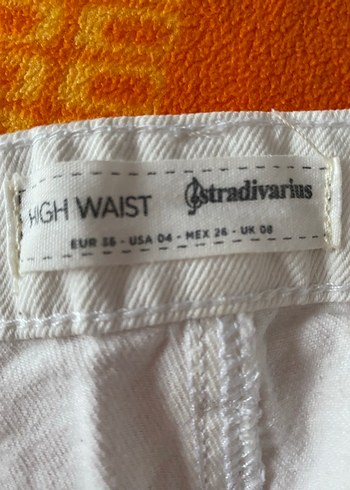 HIGH WAIST stradivarius
EUR 36 - USA 04 - MEX 26 - UK 08